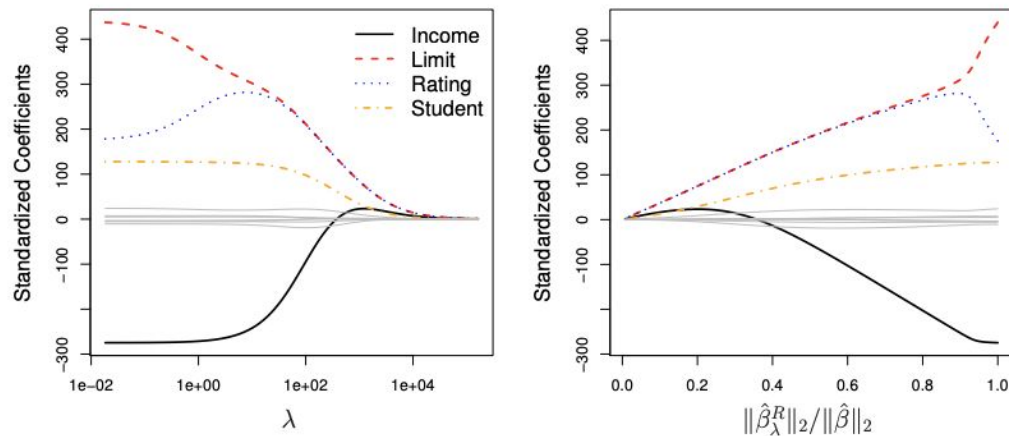 Standardized Coefficients
400
300
200
100
0
-100
-300
1e-02
1e+00
1e+02
1e+04
λ
Income
Limit
Rating
Student
Standardized Coefficients
400
300
200
100
0
-100
-300
0.0
0.2
0.4
0.6
0.8
1.0
‖β̂λᴿ‖₂/‖β̂‖₂